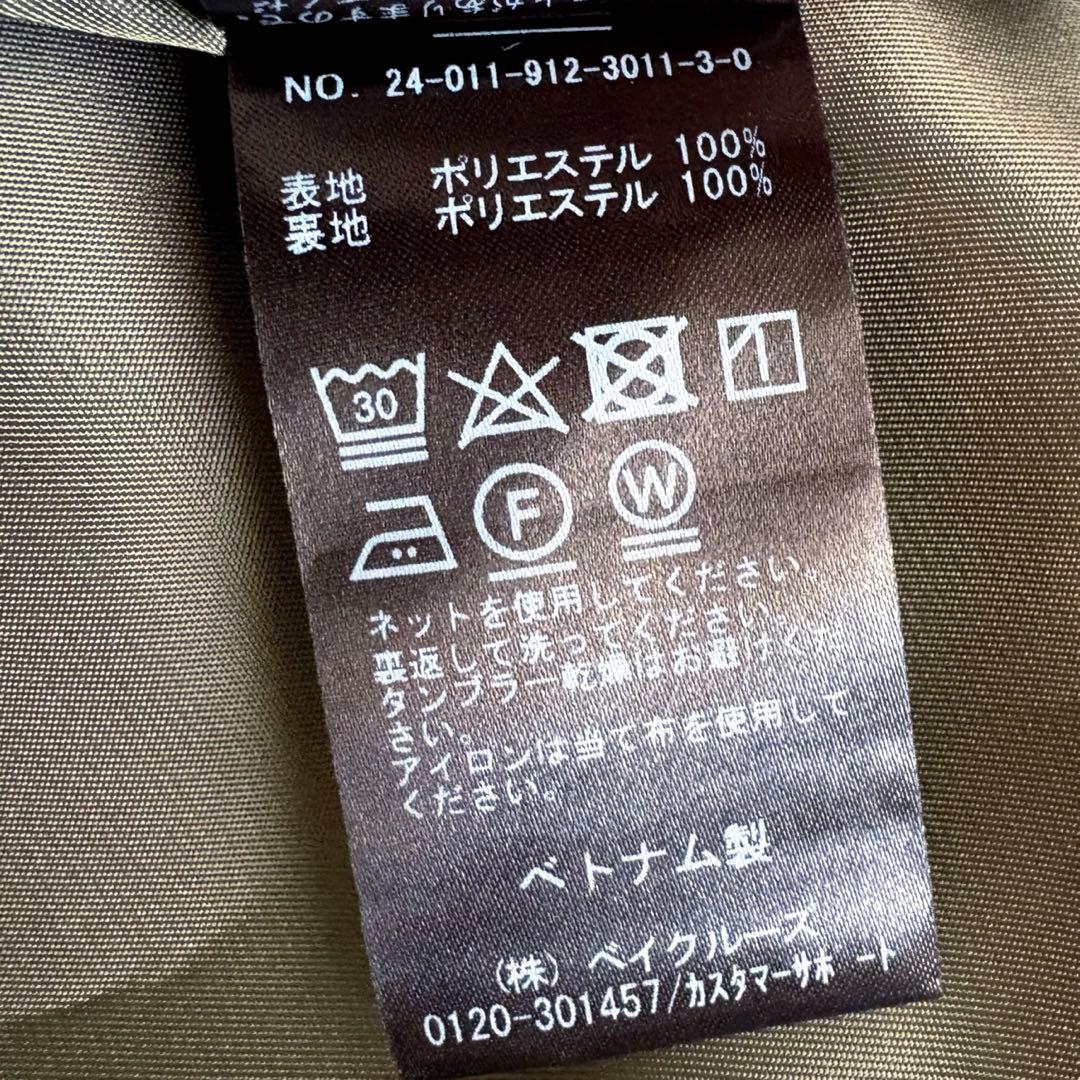 NO. 24-011-912-3011-3-0
表地 ポリエステル 100%
裏地 ポリエステル 100%
30
F
W
ネットを使用してください。
裏返して洗ってください。
タンブラー乾燥はお避けくだ
さい。
アイロンは当て布を使用して
ください。
ベトナム製
(株) ベイクルーズ
0120-301457/カスタマーサポート